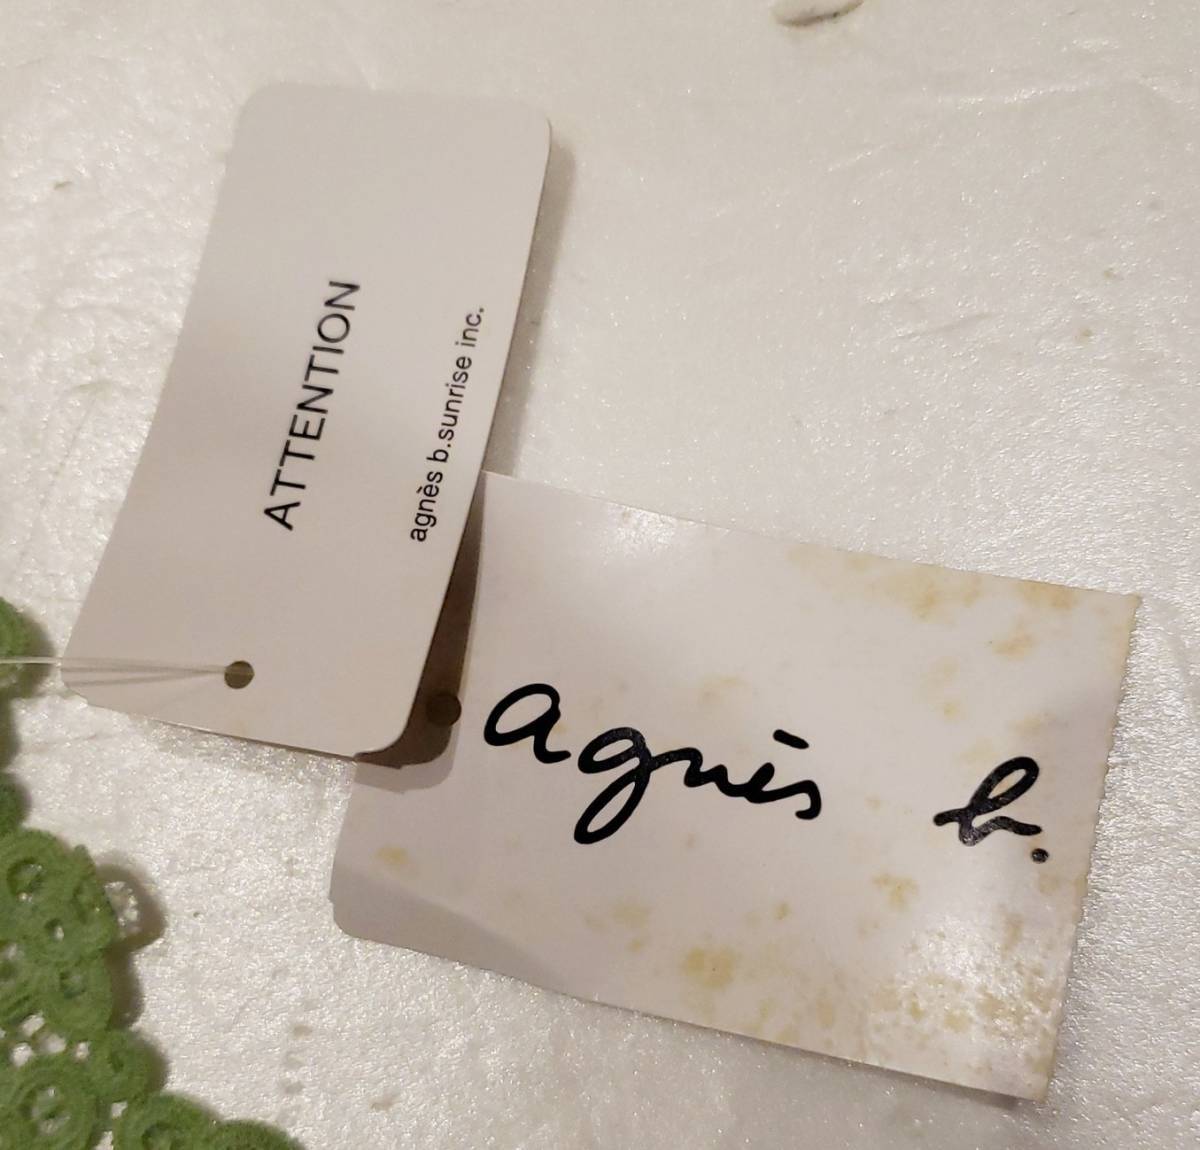 ATTENTION
agnès b.sunrise inc.
agnès b.